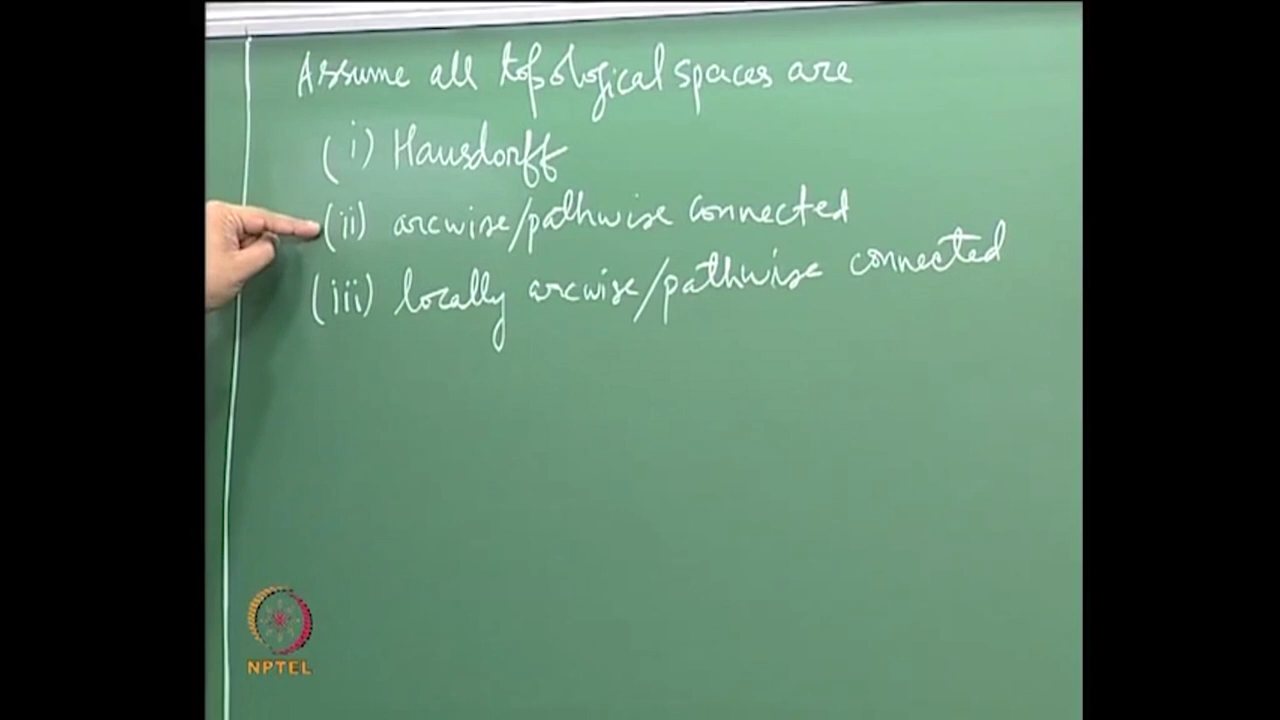 Assume all topological spaces are
(i) Hausdorff
(ii) arcwise/pathwise connected
(iii) locally arcwise/pathwise connected
NPTEL